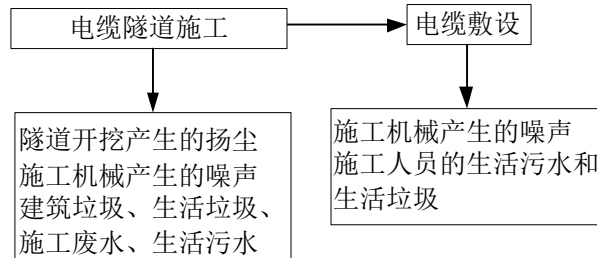 电缆隧道施工
电缆敷设
隧道开挖产生的扬尘
施工机械产生的噪声
建筑垃圾、生活垃圾、
施工废水、生活污水
施工机械产生的噪声
施工人员的生活污水和
生活垃圾